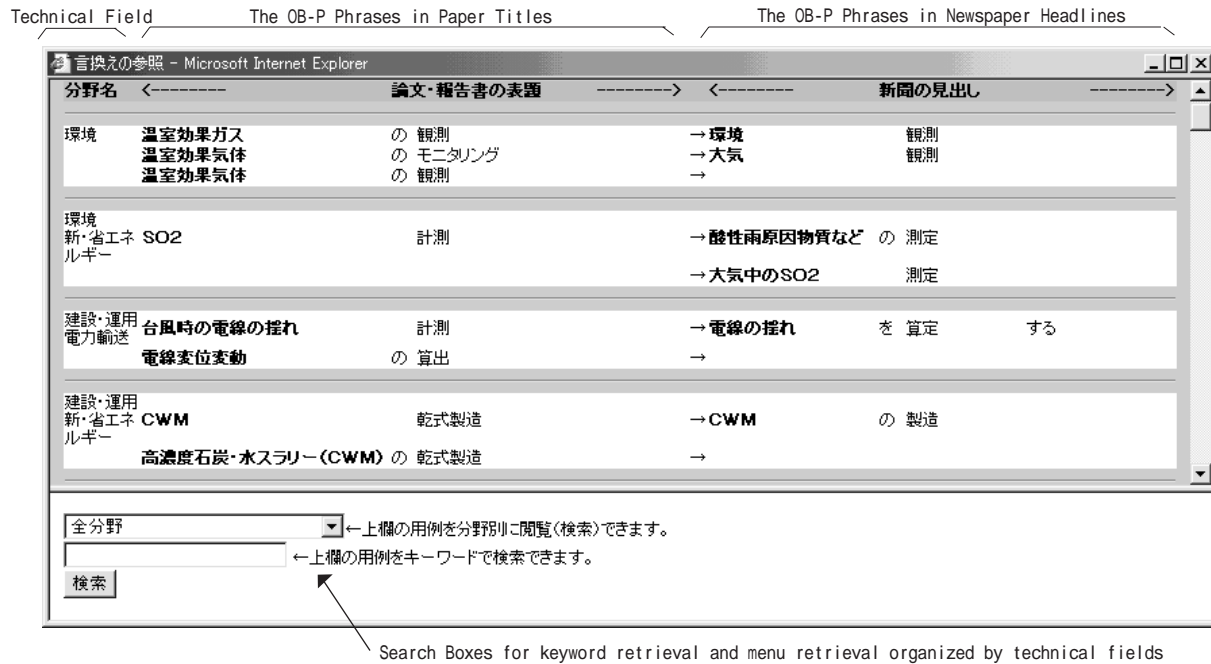 Technical Field The OB-P Phrases in Paper Titles The OB-P Phrases in Newspaper Headlines
言換えの参照 - Microsoft Internet Explorer
分野名 <-------- 論文・報告書の表題 --------> <-------- 新聞の見出し -------->
環境 温室効果ガス の 観測 →環境 観測
温室効果気体 の モニタリング →大気 観測
温室効果気体 の 観測 →
環境
新・省エネ SO2 計測 →酸性雨原因物質など の 測定
ルギー
→大気中のSO2 測定
建設・運用
電力輸送 台風時の電線の揺れ 計測 →電線の揺れ を 算定 する
電線変位変動 の 算出 →
建設・運用
新・省エネ CWM 乾式製造 →CWM の 製造
ルギー
高濃度石炭・水スラリー(CWM) の 乾式製造 →
全分野 ←上欄の用例を分野別に閲覧(検索)できます。
←上欄の用例をキーワードで検索できます。
検索
Search Boxes for keyword retrieval and menu retrieval organized by technical fields